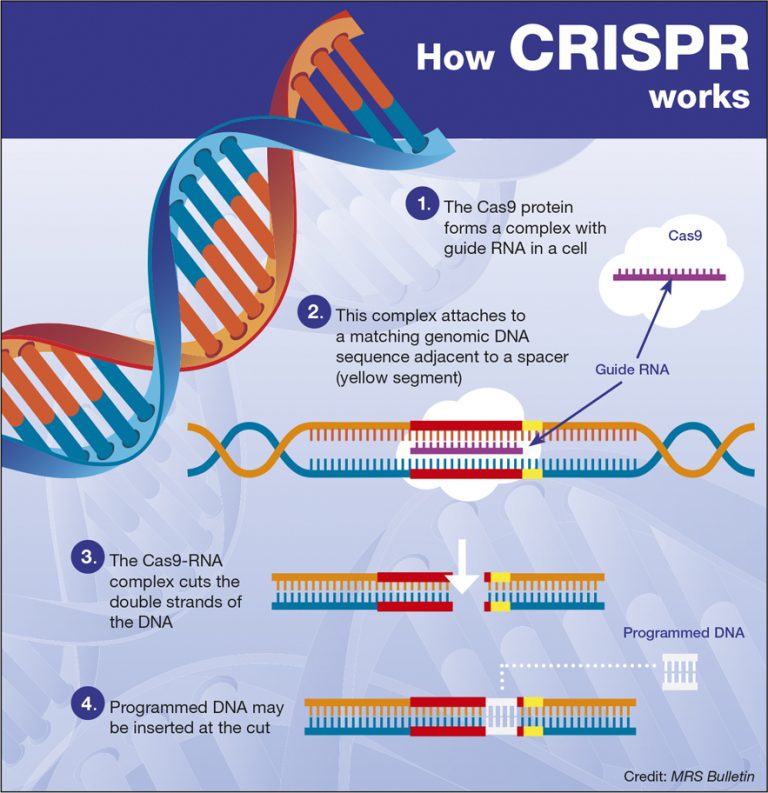 How CRISPR
works
1. The Cas9 protein
forms a complex with
guide RNA in a cell
Cas9
2. This complex attaches to
a matching genomic DNA
sequence adjacent to a spacer
(yellow segment)
Guide RNA
3. The Cas9-RNA
complex cuts the
double strands of
the DNA
Programmed DNA
4. Programmed DNA may
be inserted at the cut
Credit: MRS Bulletin